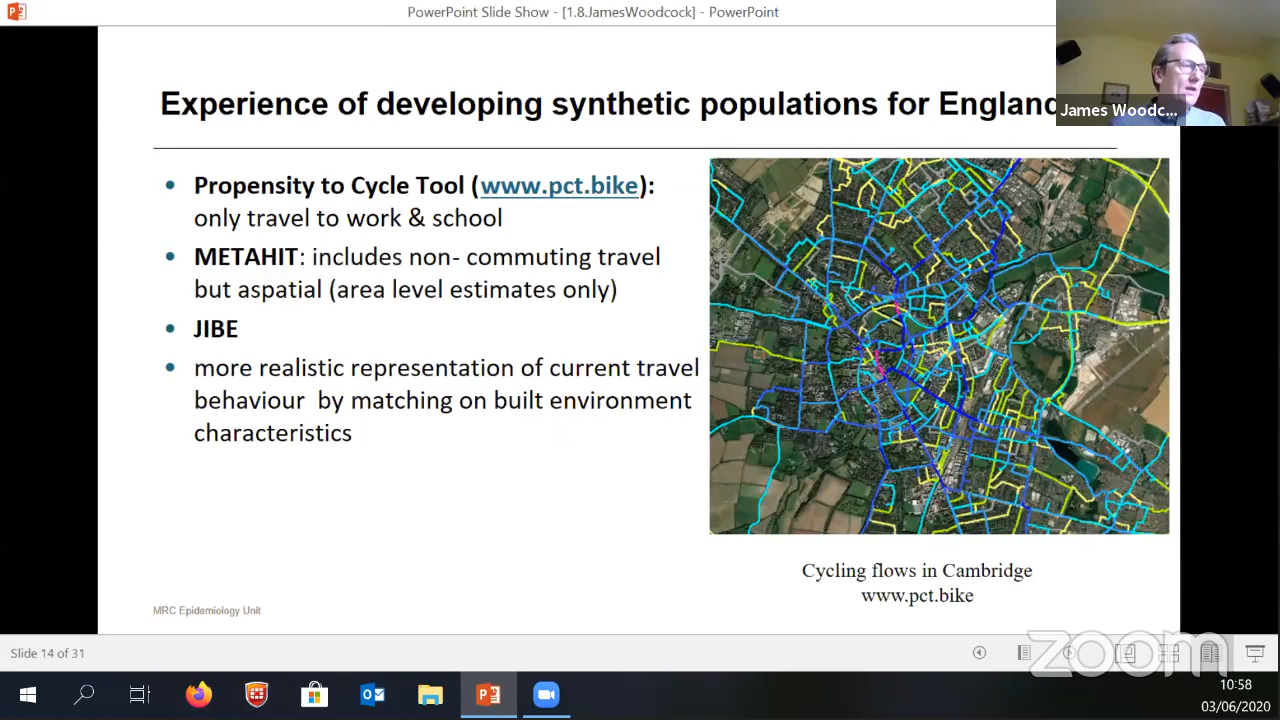 PowerPoint Slide Show - [1.8.JamesWoodcock] - PowerPoint
James Woodc...
Experience of developing synthetic populations for England
• Propensity to Cycle Tool (www.pct.bike):
only travel to work & school
• METAHIT: includes non- commuting travel
but aspatial (area level estimates only)
• JIBE
• more realistic representation of current travel
behaviour by matching on built environment
characteristics
Cycling flows in Cambridge
www.pct.bike
MRC Epidemiology Unit
Slide 14 of 31
zoom
10:58
03/06/2020